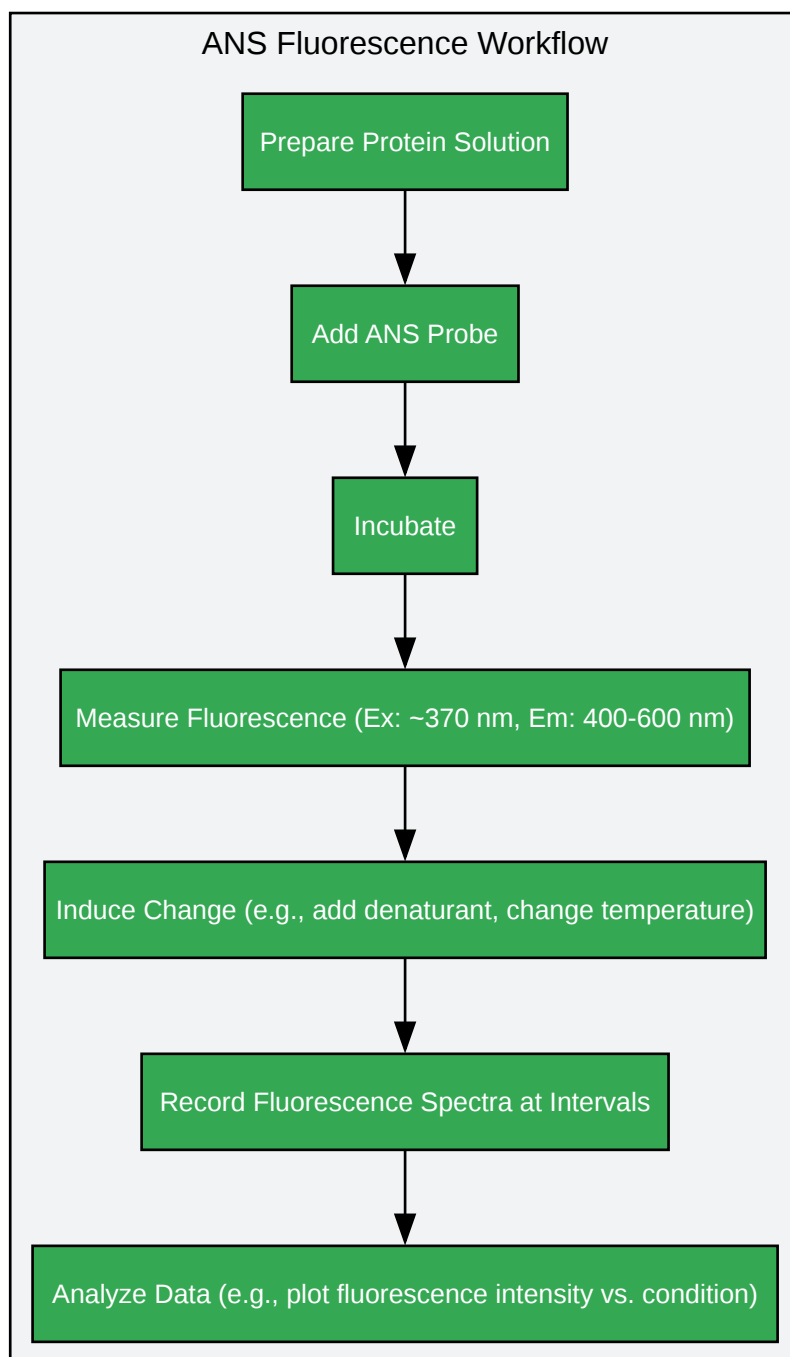 ANS Fluorescence Workflow
Prepare Protein Solution
Add ANS Probe
Incubate
Measure Fluorescence (Ex: ~370 nm, Em: 400-600 nm)
Induce Change (e.g., add denaturant, change temperature)
Record Fluorescence Spectra at Intervals
Analyze Data (e.g., plot fluorescence intensity vs. condition)